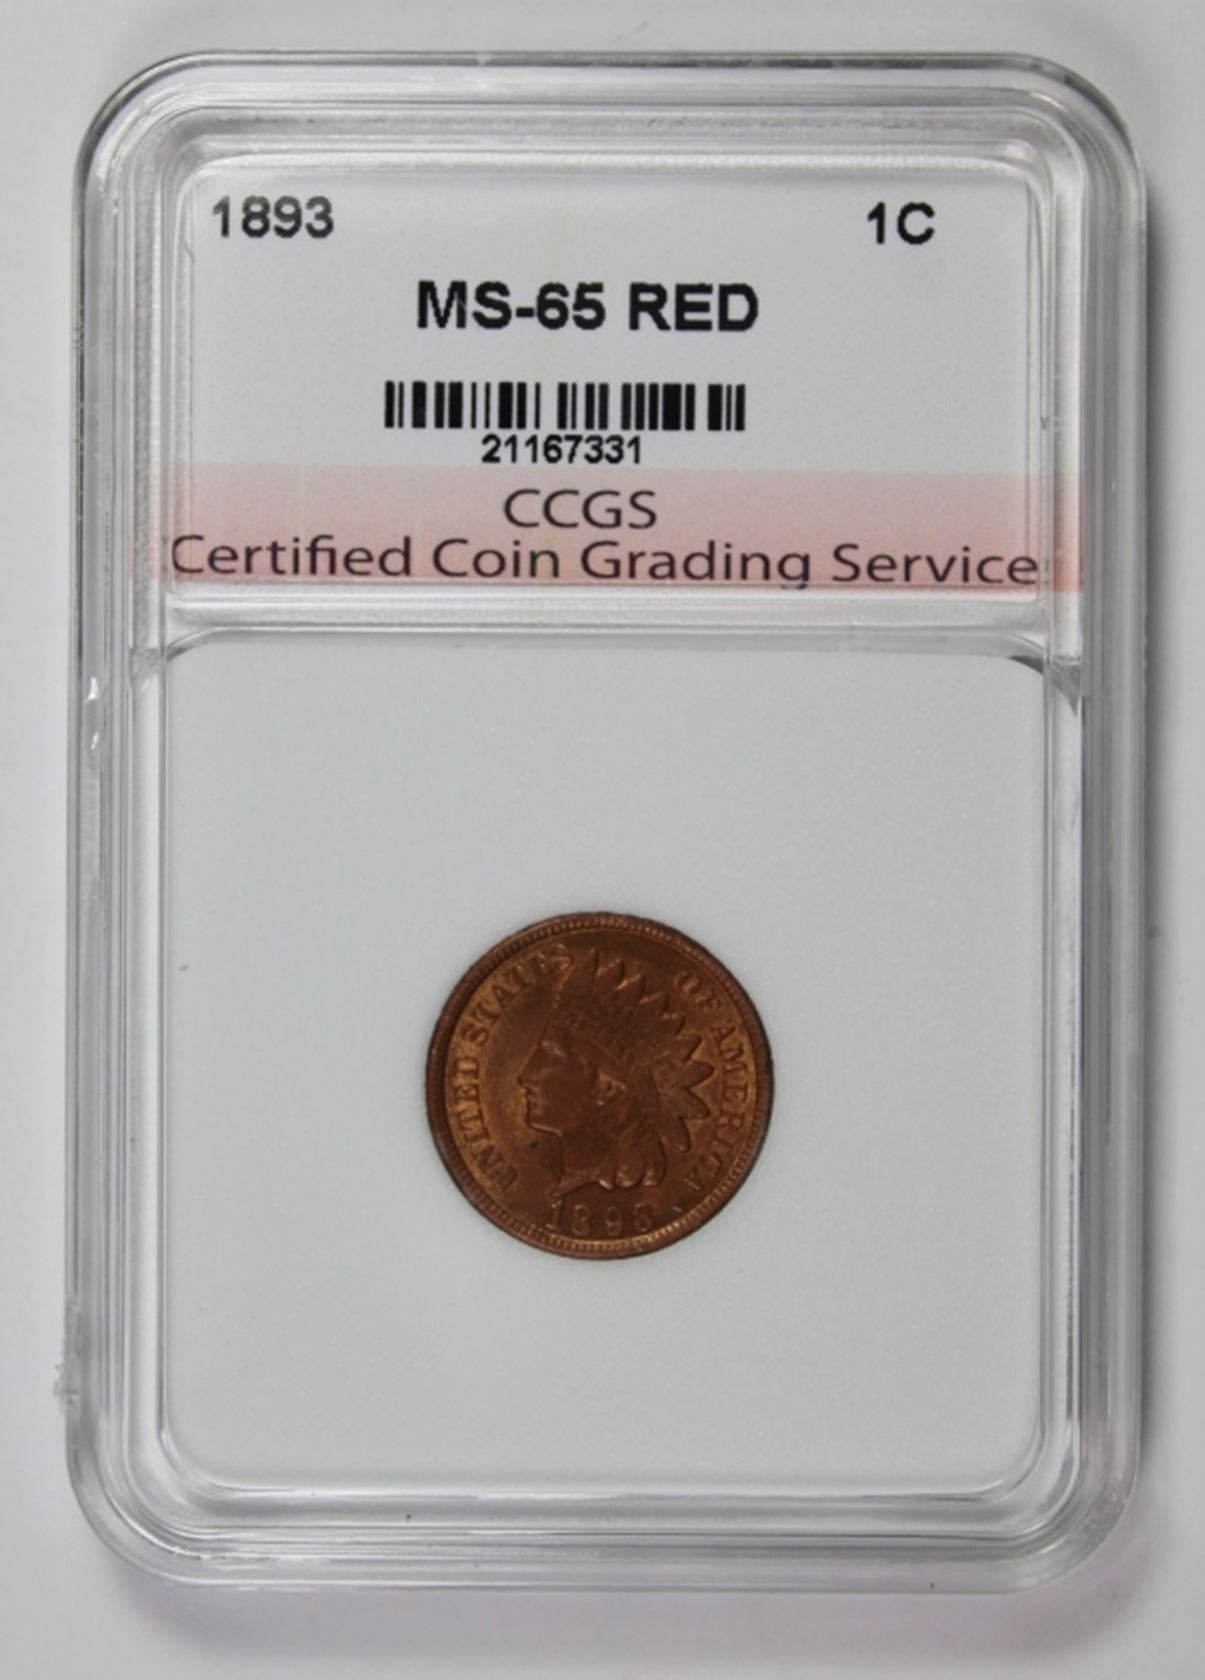 1893 1C
MS-65 RED
21167331
CCGS
Certified Coin Grading Service
UNITED STATES OF AMERICA
1893